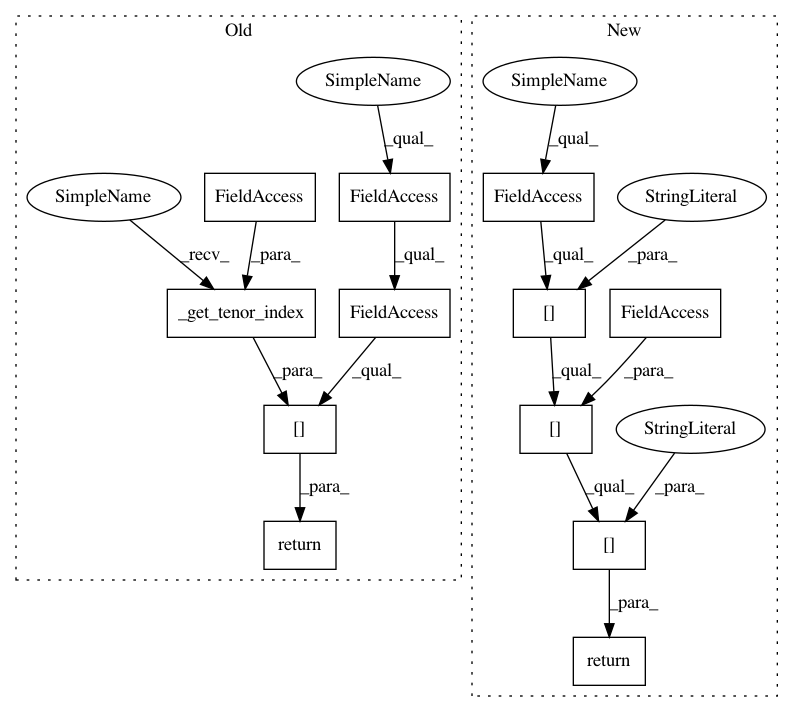 Old
New
SimpleName
SimpleName
_qual_
_qual_
SimpleName
FieldAccess
FieldAccess
FieldAccess
StringLiteral
_recv_
_para_
_qual_
_qual_
_para_
_get_tenor_index
FieldAccess
[]
FieldAccess
_para_
_qual_
_qual_
_para_
[]
[]
StringLiteral
_para_
_qual_
_para_
return
[]
_para_
return